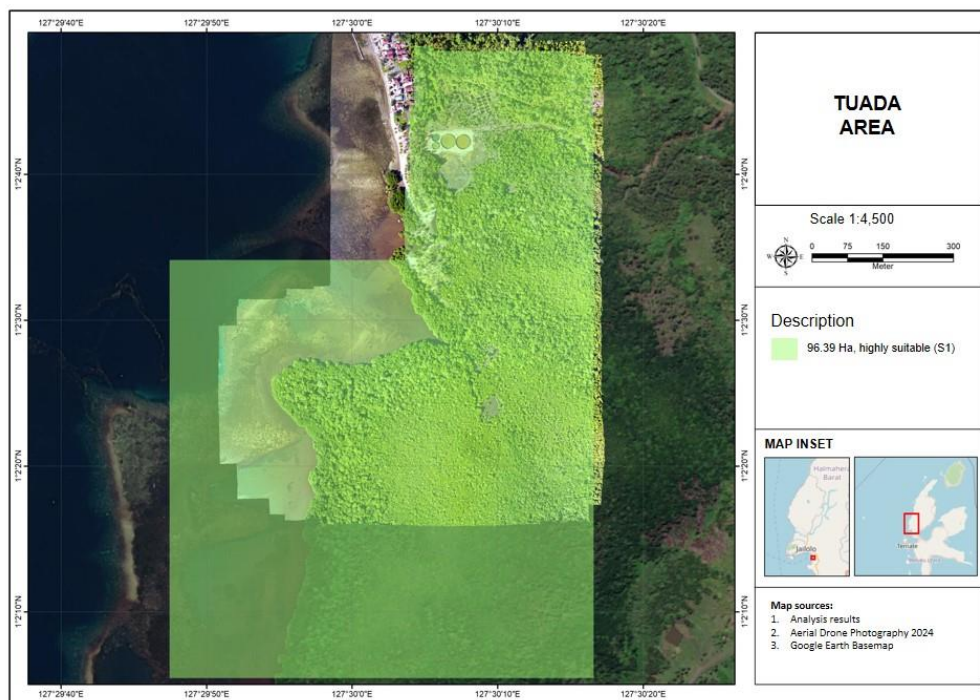 127°29'40"E 127°29'50"E 127°30'0"E 127°30'10"E 127°30'20"E
1°2'40"N
1°2'30"N
1°2'20"N
1°2'10"N
1°2'40"N
1°2'30"N
1°2'20"N
1°2'10"N
127°29'40"E 127°29'50"E 127°30'0"E 127°30'10"E 127°30'20"E
TUADA
AREA
Scale 1:4,500
N
W E
S
0 75 150 300
Meter
Description
96.39 Ha, highly suitable (S1)
MAP INSET
Halmahera
Barat
Jailolo
Ternate
Map sources:
1. Analysis results
2. Aerial Drone Photography 2024
3. Google Earth Basemap